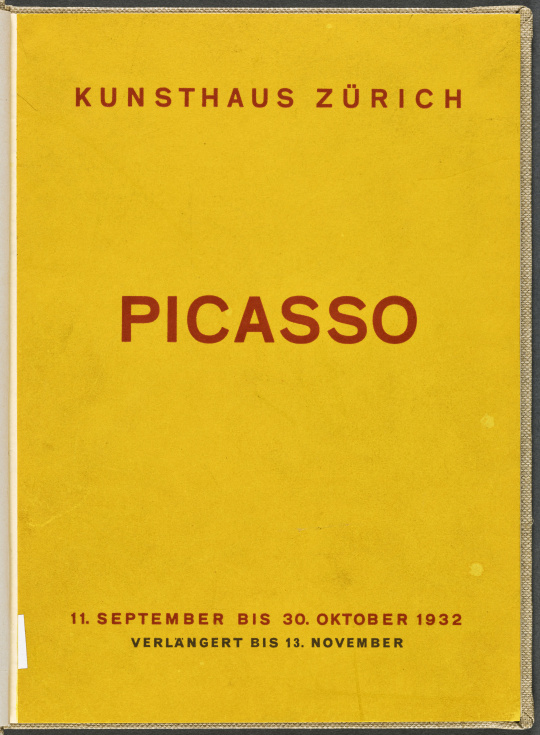 KUNSTHAUS ZÜRICH
PICASSO
11. SEPTEMBER BIS 30. OKTOBER 1932
VERLÄNGERT BIS 13. NOVEMBER